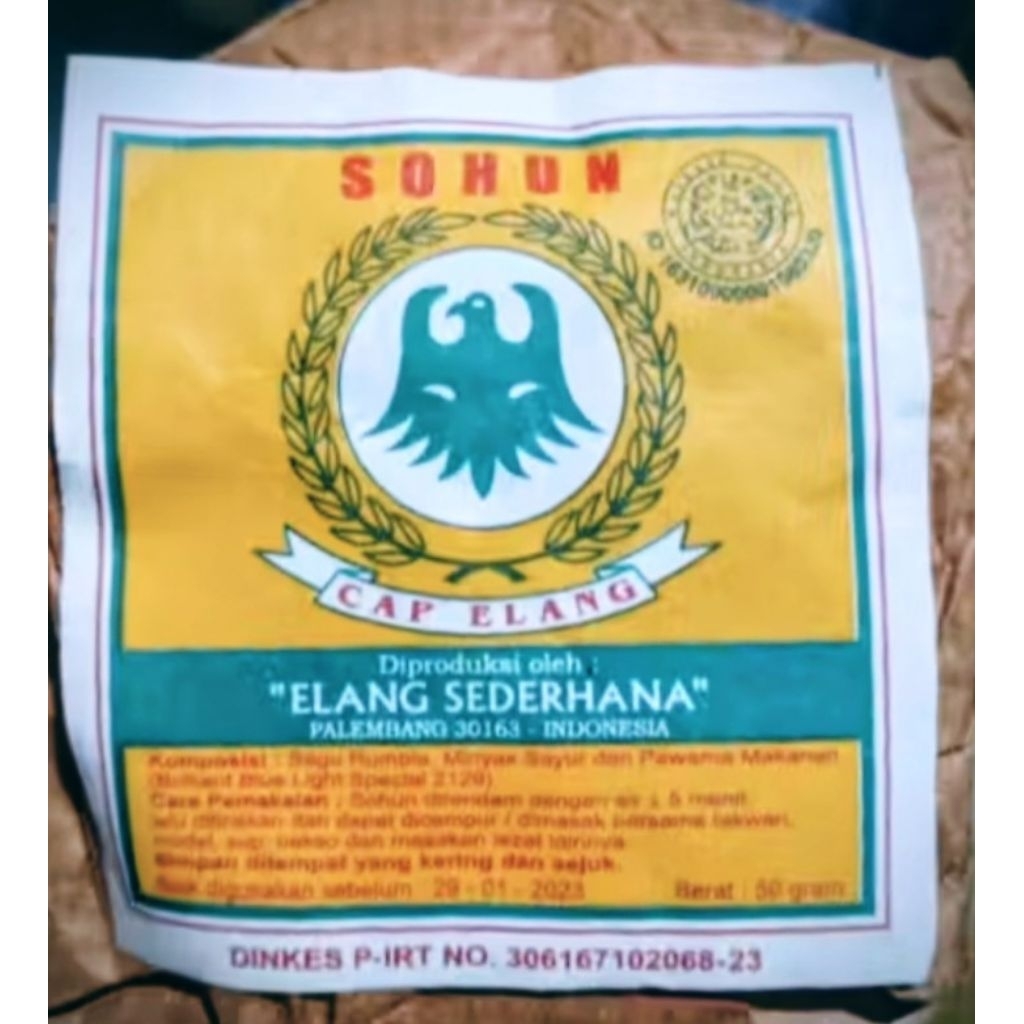 SOHUN
CAP ELANG
Diproduksi oleh :
"ELANG SEDERHANA"
PALEMBANG 30163 - INDONESIA
Komposisi : Sagu Rumbia, Minyak Sayur dan Pewarna Makanan
(Brilliant Blue Light Special 2129)
Cara Pemakaian : Sohun direndam dengan air ± 5 menit
dan dapat dicampur / dimasak bersama tekwan,
model, sup, bakso dan masakan lezat lainnya.
Simpan ditempat yang kering dan sejuk.
Baik digunakan sebelum : 29 - 01 - 2023 Berat : 50 gram
DINKES P-IRT NO. 306167102068-23